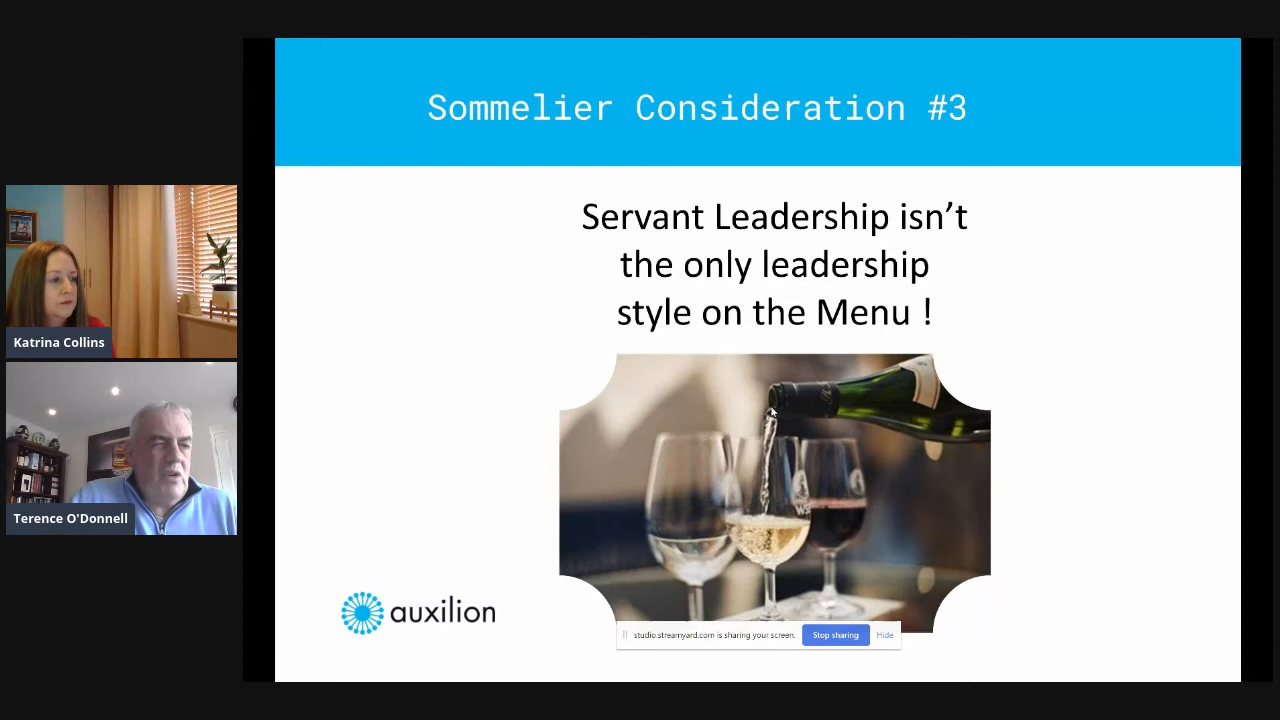 Sommelier Consideration #3
Servant Leadership isn’t
the only leadership
style on the Menu !
Katrina Collins
Terence O'Donnell
auxilion
studio.streamyard.com is sharing your screen.
Stop sharing
Hide